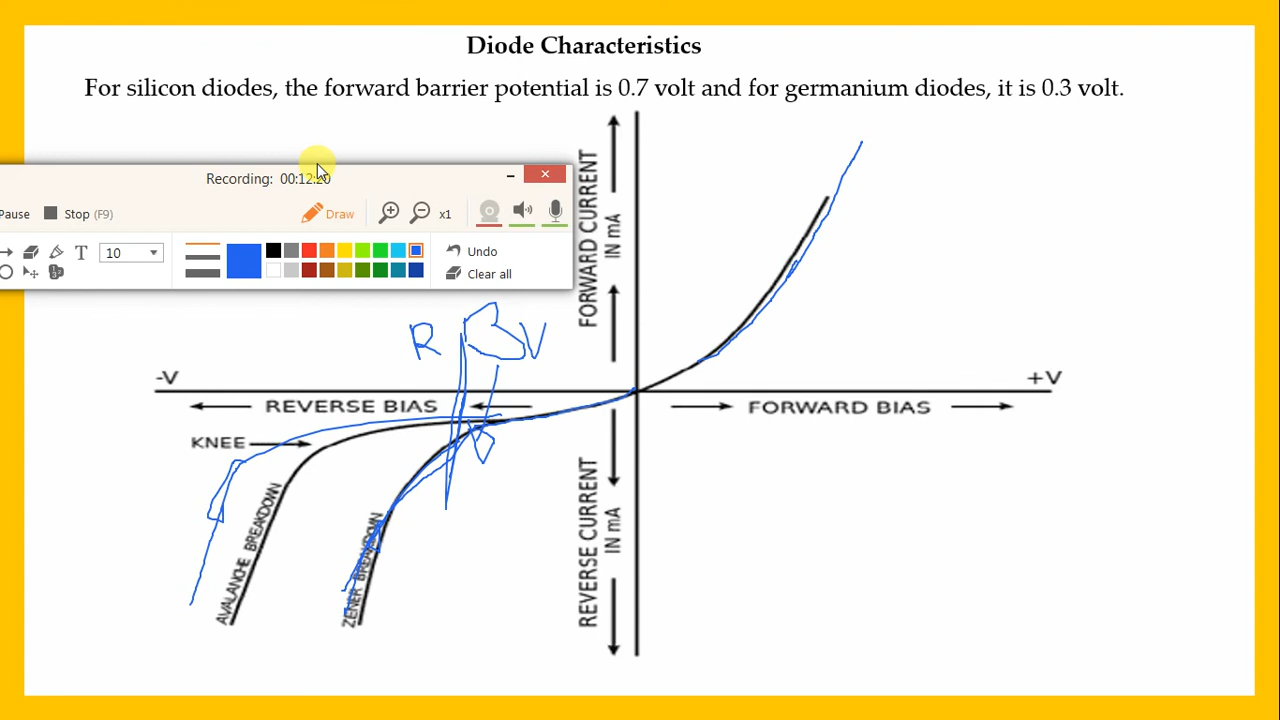 Diode Characteristics
For silicon diodes, the forward barrier potential is 0.7 volt and for germanium diodes, it is 0.3 volt.
Recording: 00:12:20
Pause Stop (F9) Draw x1
T 10 Undo
Clear all
FORWARD CURRENT
IN mA
R V
-V
+V
REVERSE BIAS
FORWARD BIAS
KNEE
AVALANCHE BREAKDOWN
ZENER BREAKDOWN
REVERSE CURRENT
IN mA